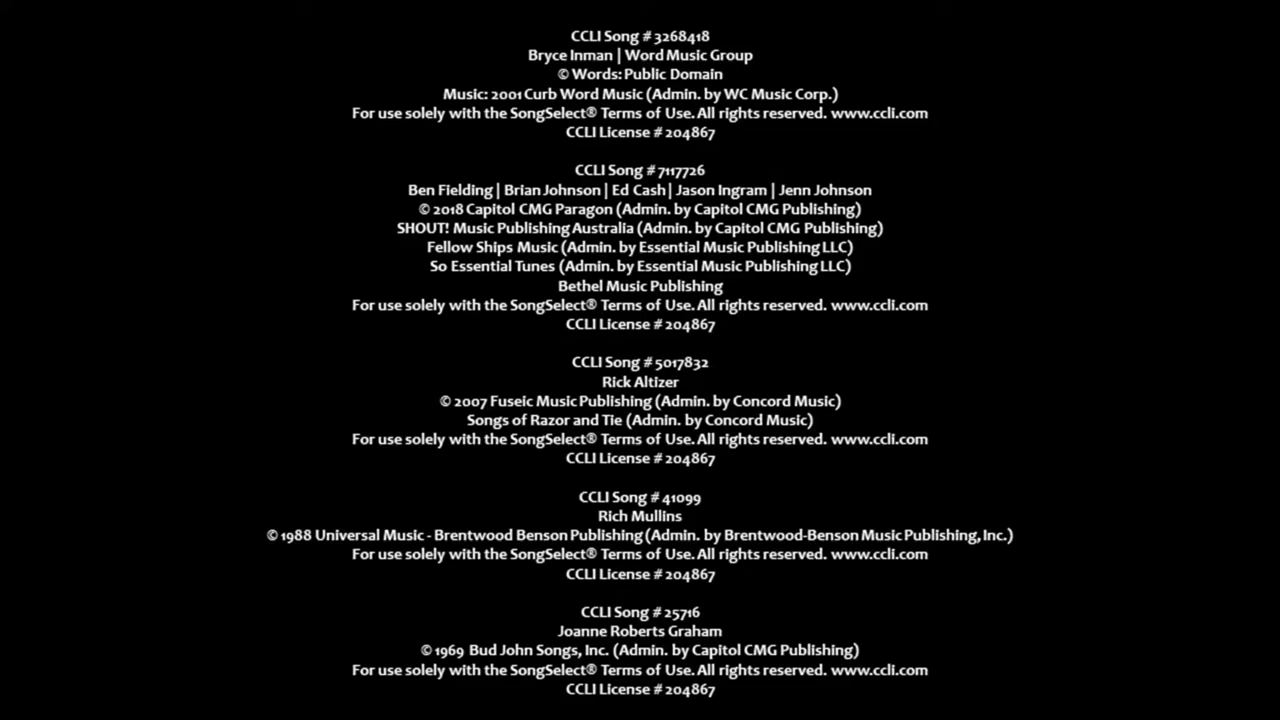 CCLI Song # 3268418
Bryce Inman | Word Music Group
© Words: Public Domain
Music: 2001 Curb Word Music (Admin. by WC Music Corp.)
For use solely with the SongSelect® Terms of Use. All rights reserved. www.ccli.com
CCLI License # 204867
CCLI Song # 7117726
Ben Fielding | Brian Johnson | Ed Cash | Jason Ingram | Jenn Johnson
© 2018 Capitol CMG Paragon (Admin. by Capitol CMG Publishing)
SHOUT! Music Publishing Australia (Admin. by Capitol CMG Publishing)
Fellow Ships Music (Admin. by Essential Music Publishing LLC)
So Essential Tunes (Admin. by Essential Music Publishing LLC)
Bethel Music Publishing
For use solely with the SongSelect® Terms of Use. All rights reserved. www.ccli.com
CCLI License # 204867
CCLI Song # 5017832
Rick Altizer
© 2007 Fuseic Music Publishing (Admin. by Concord Music)
Songs of Razor and Tie (Admin. by Concord Music)
For use solely with the SongSelect® Terms of Use. All rights reserved. www.ccli.com
CCLI License # 204867
CCLI Song # 41099
Rich Mullins
© 1988 Universal Music - Brentwood Benson Publishing (Admin. by Brentwood-Benson Music Publishing, Inc.)
For use solely with the SongSelect® Terms of Use. All rights reserved. www.ccli.com
CCLI License # 204867
CCLI Song # 25716
Joanne Roberts Graham
© 1969 Bud John Songs, Inc. (Admin. by Capitol CMG Publishing)
For use solely with the SongSelect® Terms of Use. All rights reserved. www.ccli.com
CCLI License # 204867